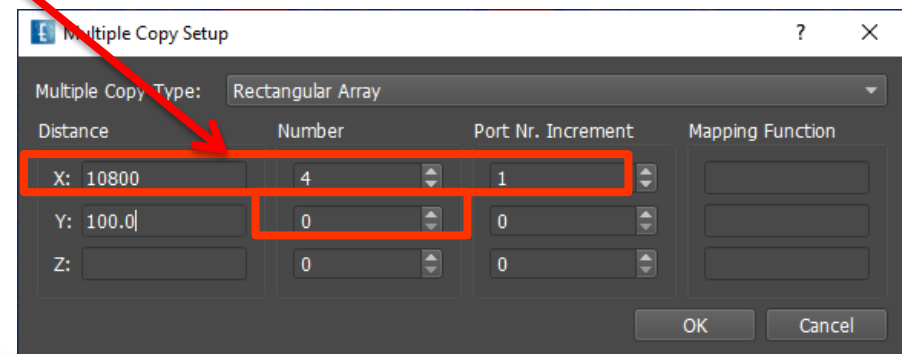 Multiple Copy Setup ? ×
Multiple Copy Type: Rectangular Array
Distance Number Port Nr. Increment Mapping Function
X: 10800 4 1
Y: 100.0 0 0
Z: 0 0
OK Cancel